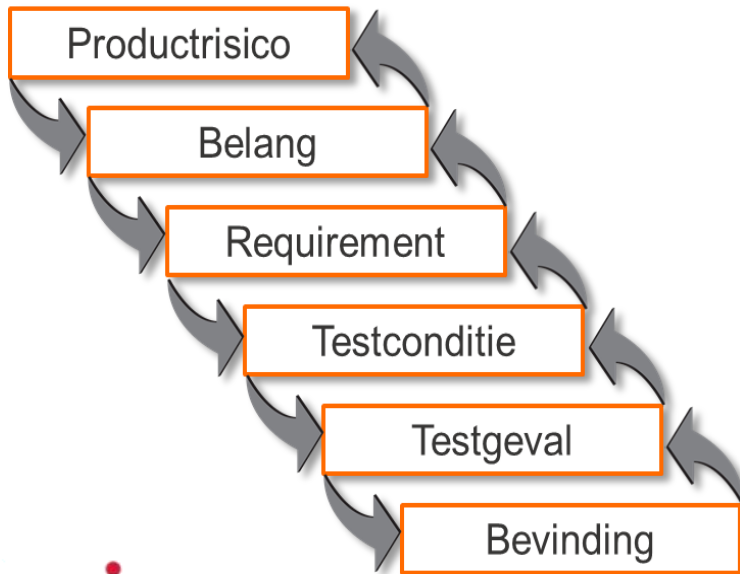 Productrisico
Belang
Requirement
Testconditie
Testgeval
Bevinding